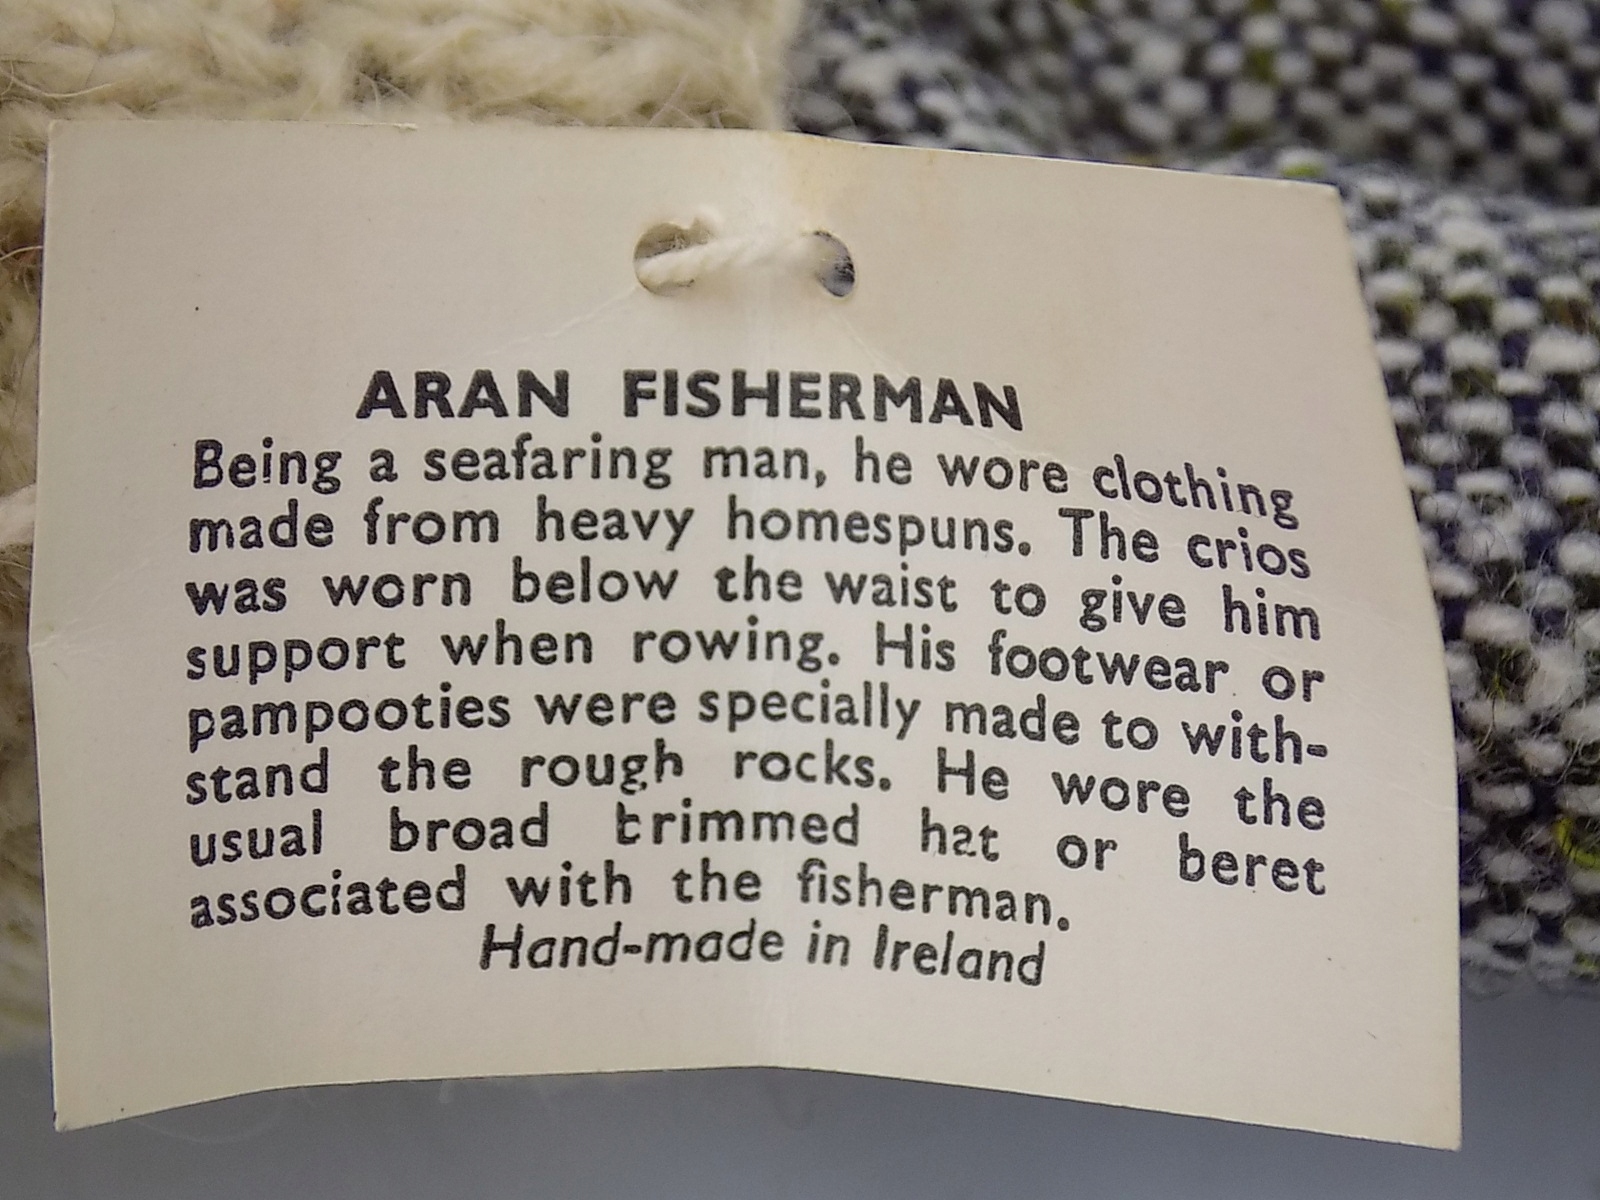 ARAN FISHERMAN
Being a seafaring man, he wore clothing
made from heavy homespuns. The crios
was worn below the waist to give him
support when rowing. His footwear or
pampooties were specially made to with-
stand the rough rocks. He wore the
usual broad trimmed hat or beret
associated with the fisherman.
Hand-made in Ireland